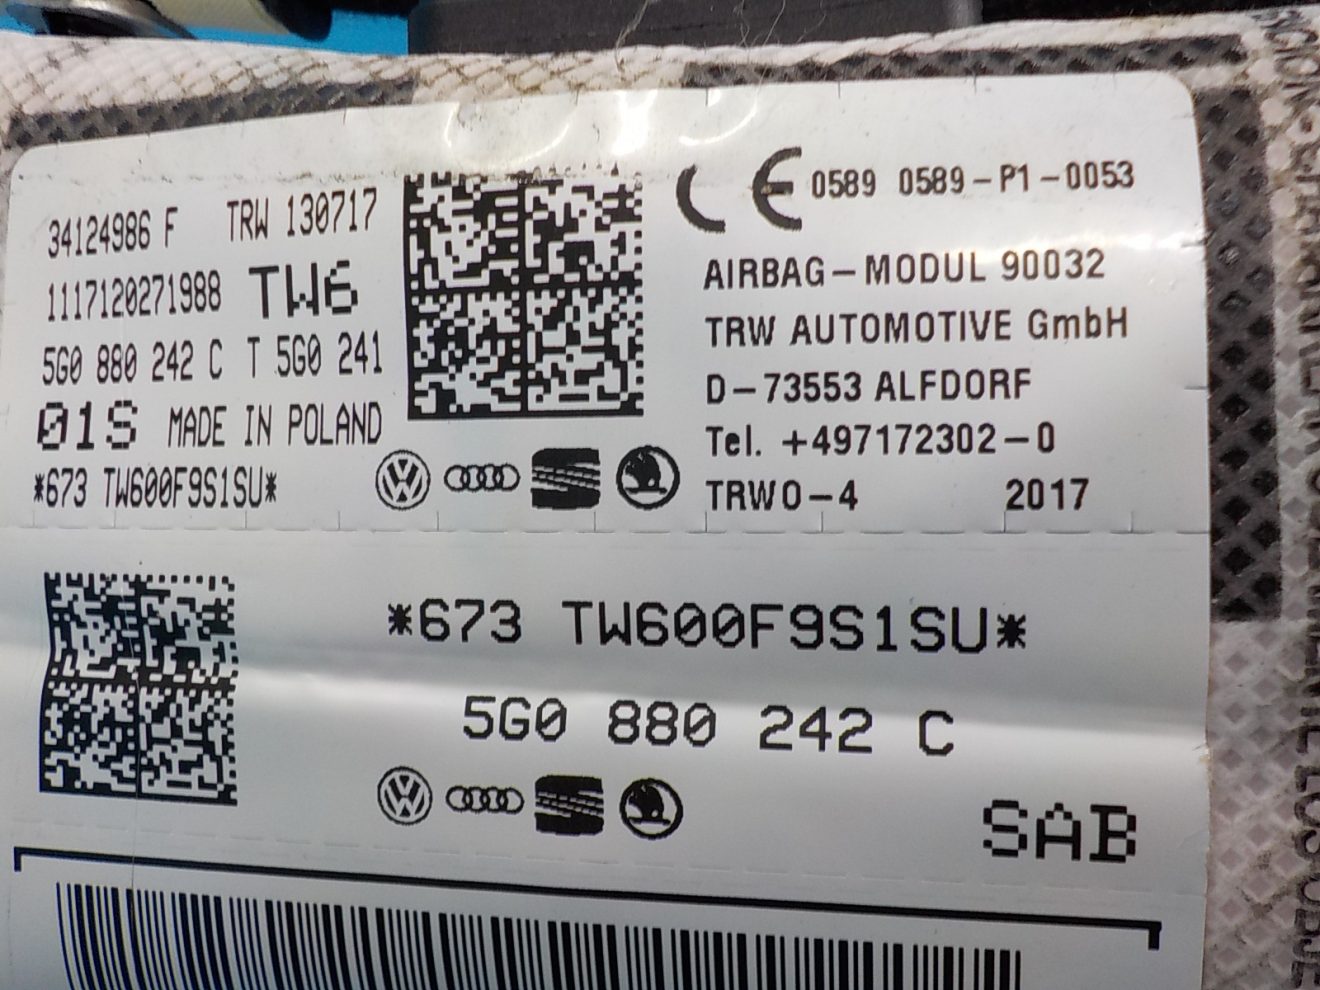 34124986 F TRW 130717
1117120271988 TW6
5G0 880 242 C T 5G0 241
01S MADE IN POLAND
*673 TW600F9S1SU*
CE 0589 0589-P1-0053
AIRBAG-MODUL 90032
TRW AUTOMOTIVE GmbH
D-73553 ALFDORF
Tel. +497172302-0
TRWO-4 2017
*673 TW600F9S1SU*
5G0 880 242 C
SAB